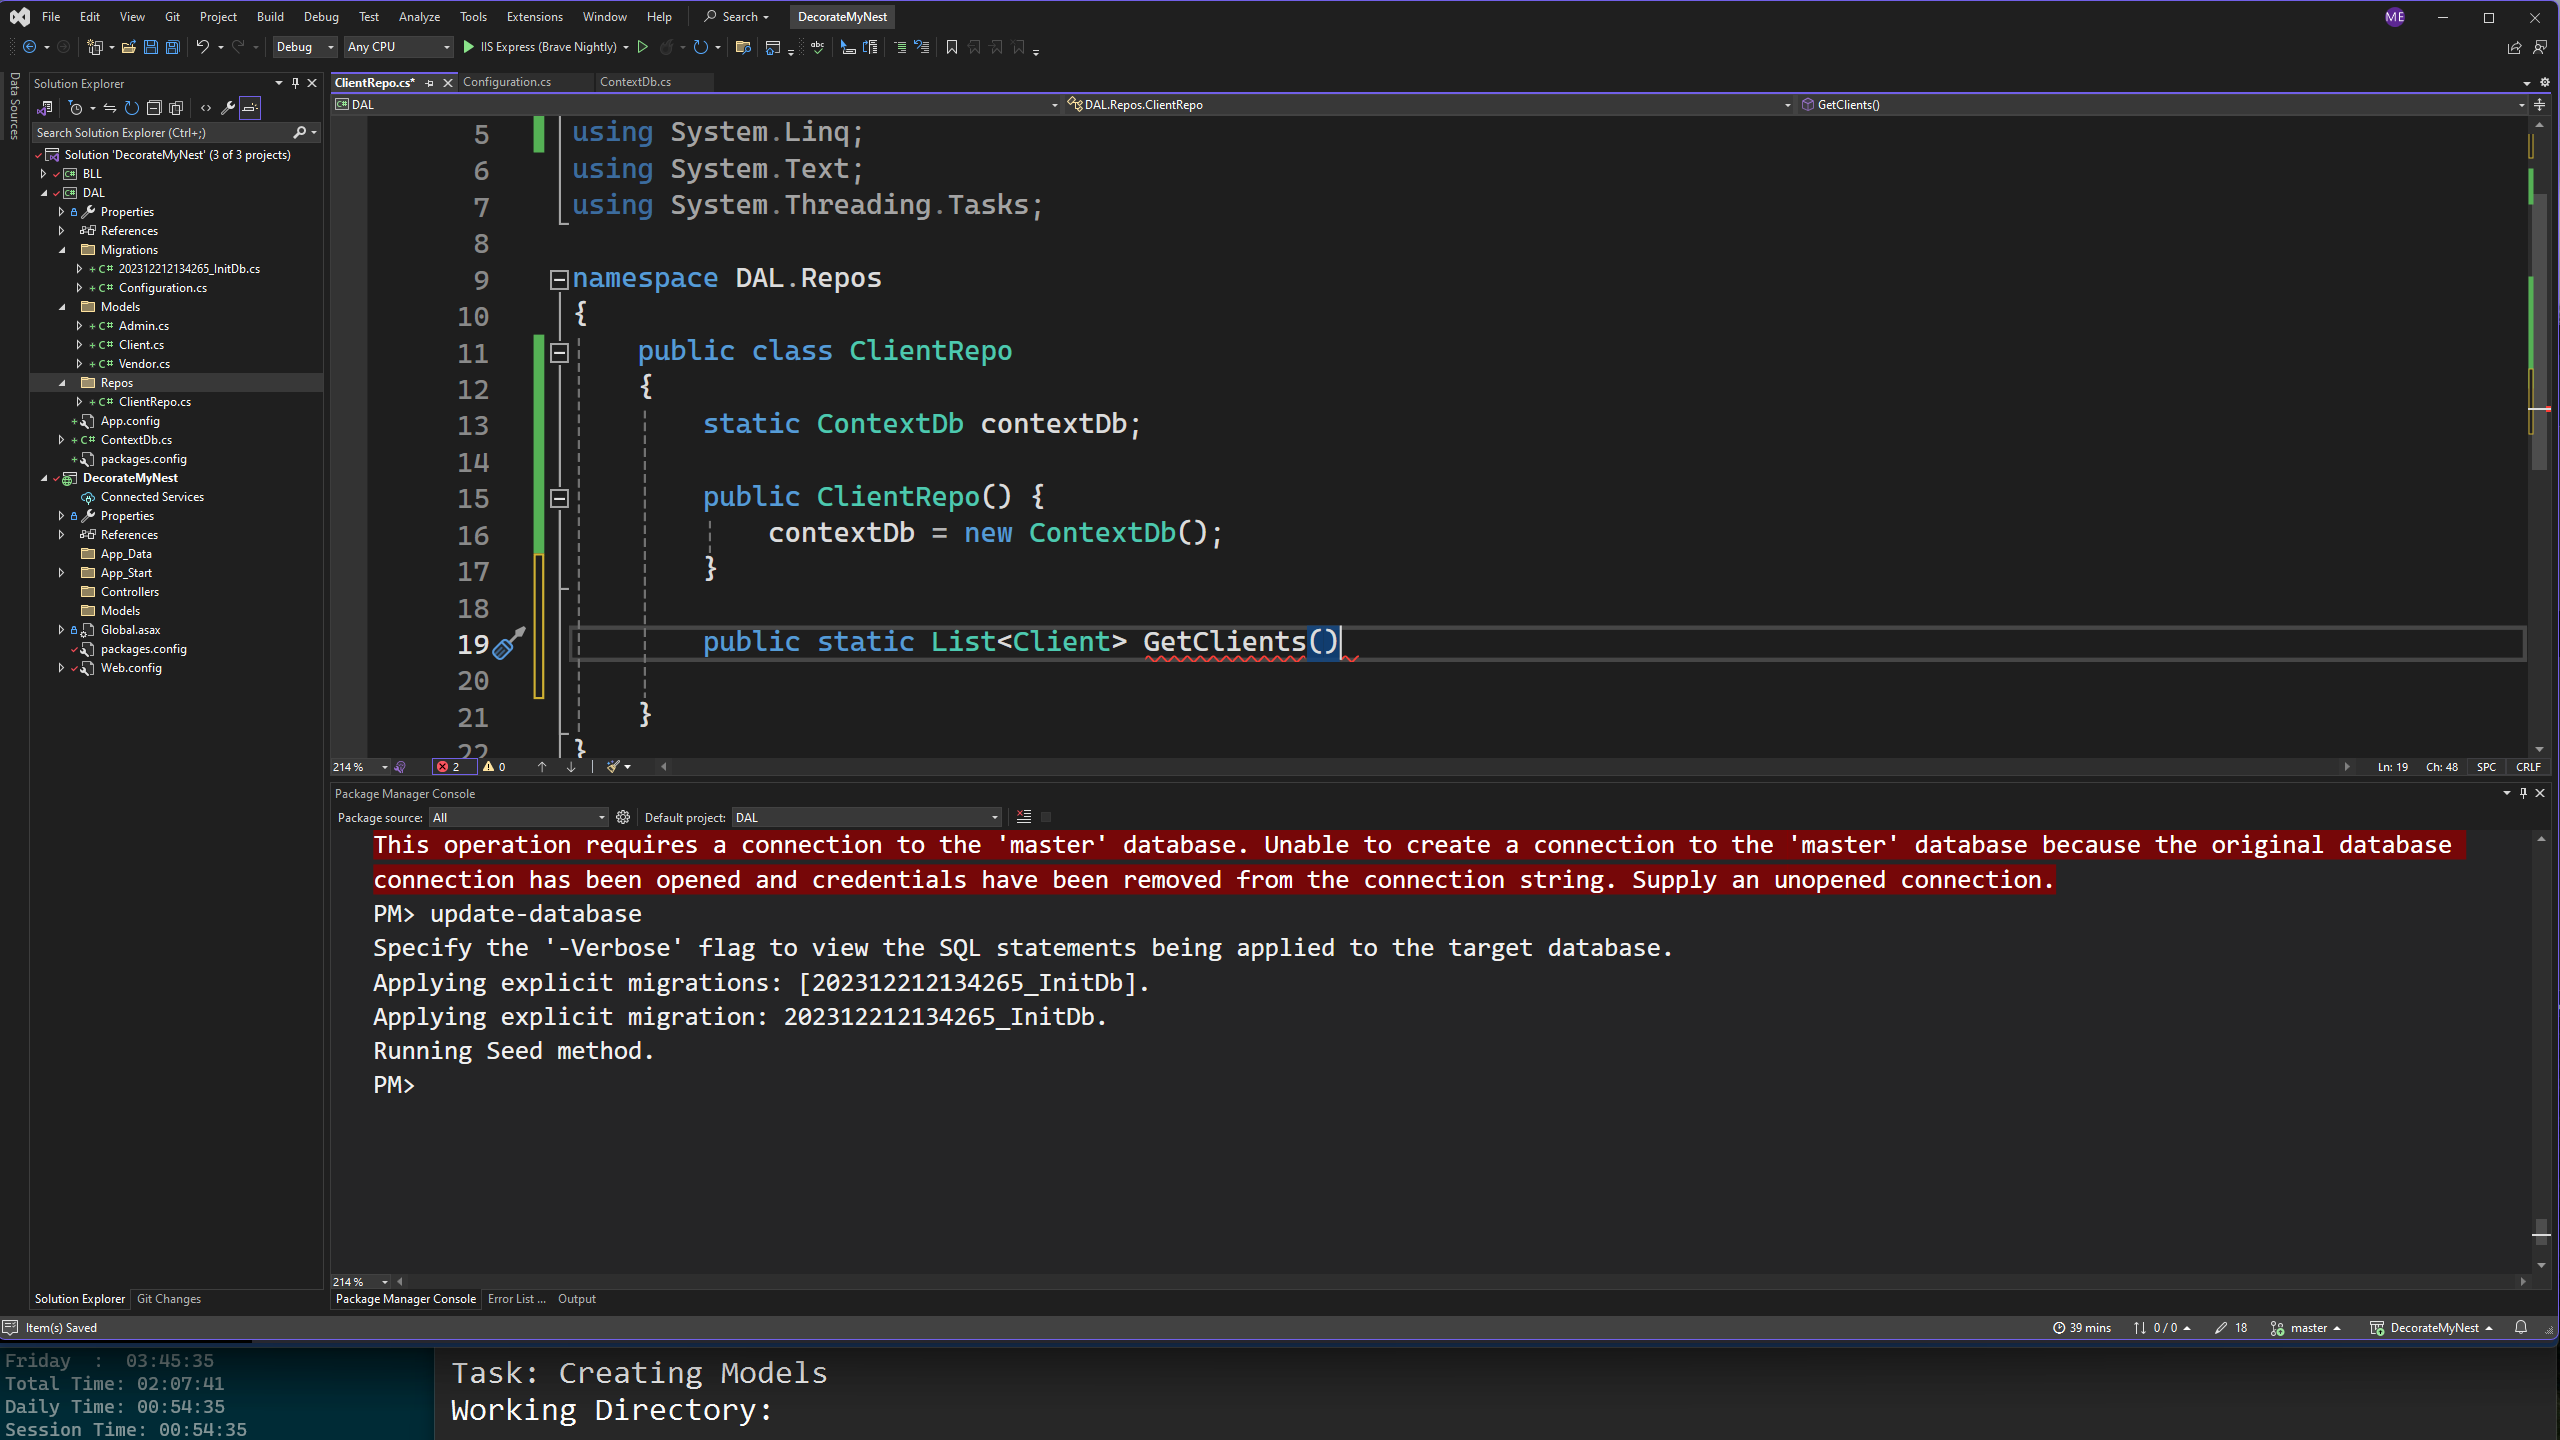 File Edit View Git Project Build Debug Test Analyze Tools Extensions Window Help Search DecorateMyNest ME
Debug Any CPU IIS Express (Brave Nightly)
Data Sources
Solution Explorer
Search Solution Explorer (Ctrl+;)
Solution 'DecorateMyNest' (3 of 3 projects)
BLL
DAL
Properties
References
Migrations
202312212134265_InitDb.cs
Configuration.cs
Models
Admin.cs
Client.cs
Vendor.cs
Repos
ClientRepo.cs
App.config
ContextDb.cs
packages.config
DecorateMyNest
Connected Services
Properties
References
App_Data
App_Start
Controllers
Models
Global.asax
packages.config
Web.config
Solution Explorer Git Changes
ClientRepo.cs* Configuration.cs ContextDb.cs
DAL DAL.Repos.ClientRepo GetClients()
5 using System.Linq;
6 using System.Text;
7 using System.Threading.Tasks;
8
9 namespace DAL.Repos
10 {
11 public class ClientRepo
12 {
13 static ContextDb contextDb;
14
15 public ClientRepo() {
16 contextDb = new ContextDb();
17 }
18
19 public static List<Client> GetClients()
20
21 }
22 }
214 % 2 0 Ln: 19 Ch: 48 SPC CRLF
Package Manager Console
Package source: All Default project: DAL
This operation requires a connection to the 'master' database. Unable to create a connection to the 'master' database because the original database
connection has been opened and credentials have been removed from the connection string. Supply an unopened connection.
PM> update-database
Specify the '-Verbose' flag to view the SQL statements being applied to the target database.
Applying explicit migrations: [202312212134265_InitDb].
Applying explicit migration: 202312212134265_InitDb.
Running Seed method.
PM>
214 %
Package Manager Console Error List ... Output
Item(s) Saved 39 mins 0 / 0 18 master DecorateMyNest
Friday : 03:45:35
Total Time: 02:07:41
Daily Time: 00:54:35
Session Time: 00:54:35
Task: Creating Models
Working Directory: